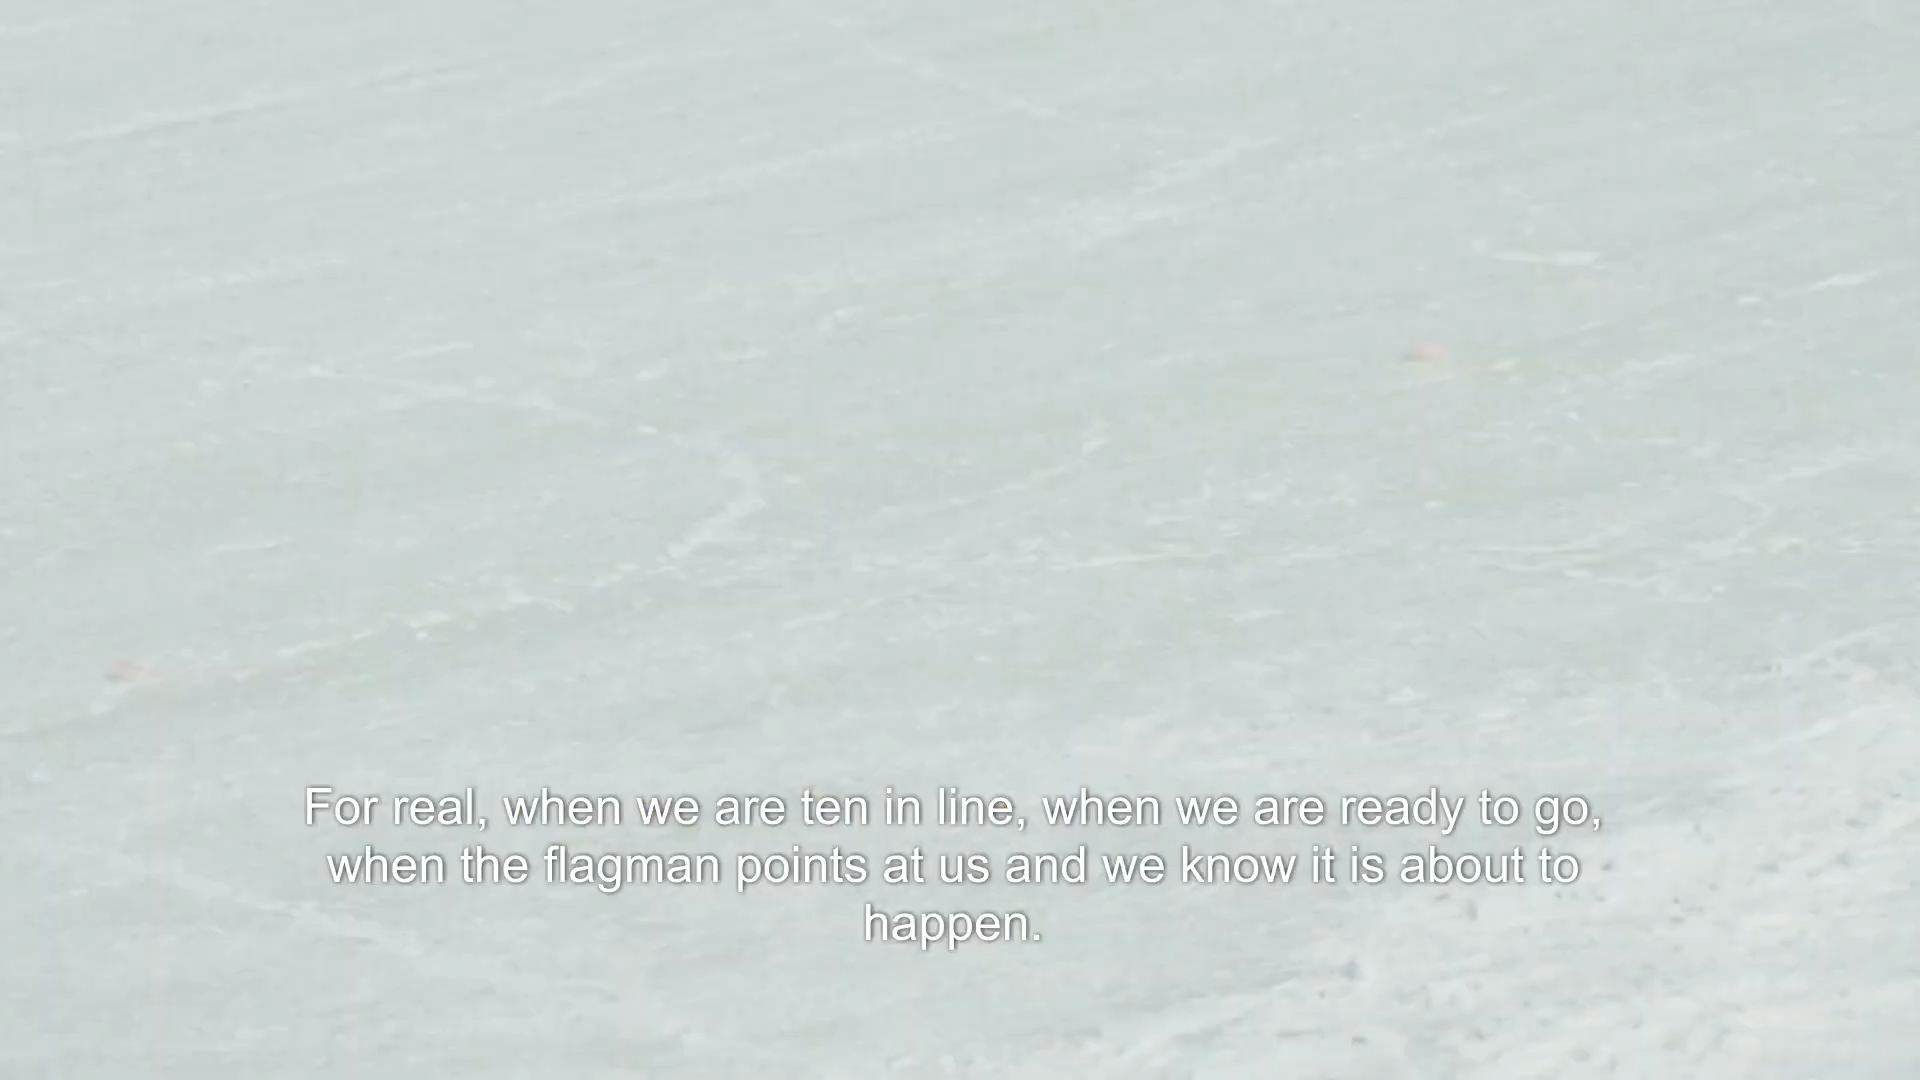 For real, when we are ten in line, when we are ready to go,
when the flagman points at us and we know it is about to
happen.